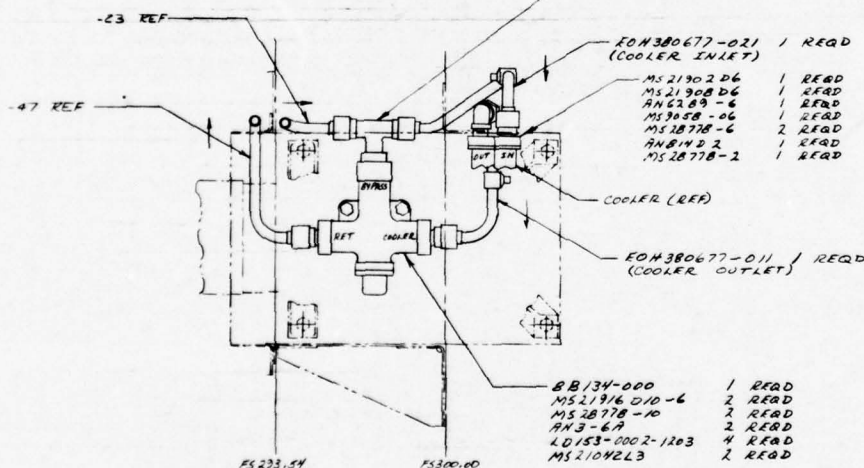 -23 REF
-47 REF
EOH380677-021 1 REQD
(COOLER INLET)
MS21902D6 1 REQD
MS21908D6 1 REQD
AN6289-6 1 REQD
MS9058-06 1 REQD
MS28778-6 2 REQD
AN814D2 1 REQD
MS28778-2 1 REQD
OUT IN
BYPASS
RET COOLER
COOLER (REF)
EOH380677-011 1 REQD
(COOLER OUTLET)
BB134-000 1 REQD
MS21916D10-6 2 REQD
MS28778-10 2 REQD
AN3-6A 2 REQD
LD153-0002-1203 4 REQD
MS21042L3 2 REQD
FS293.54
FS300.00